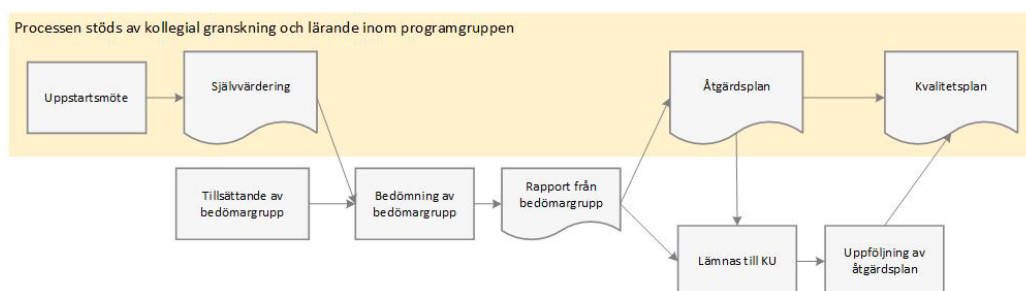 Processen stöds av kollegial granskning och lärande inom programgruppen
Uppstartsmöte
Självvärdering
Åtgärdsplan
Kvalitetsplan
Tillsättande av
bedömargrupp
Bedömning av
bedömargrupp
Rapport från
bedömargrupp
Lämnas till KU
Uppföljning av
åtgärdsplan